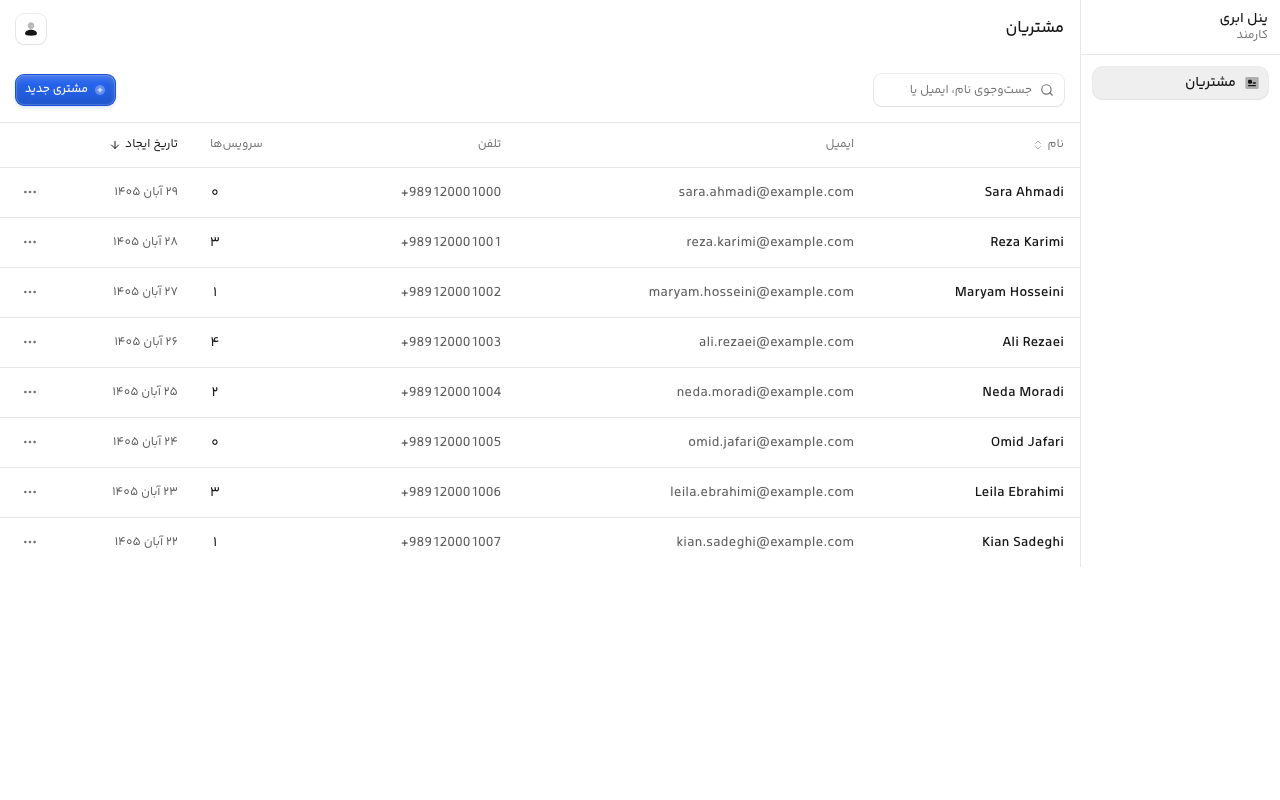 پنل ابری
کارمند
مشتریان
مشتریان
جست‌وجوی نام، ایمیل یا
مشتری جدید
نام ایمیل تلفن سرویس‌ها تاریخ ایجاد
Sara Ahmadi sara.ahmadi@example.com +989120001000 ۰ ۲۹ آبان ۱۴۰۵
Reza Karimi reza.karimi@example.com +989120001001 ۳ ۲۸ آبان ۱۴۰۵
Maryam Hosseini maryam.hosseini@example.com +989120001002 ۱ ۲۷ آبان ۱۴۰۵
Ali Rezaei ali.rezaei@example.com +989120001003 ۴ ۲۶ آبان ۱۴۰۵
Neda Moradi neda.moradi@example.com +989120001004 ۲ ۲۵ آبان ۱۴۰۵
Omid Jafari omid.jafari@example.com +989120001005 ۰ ۲۴ آبان ۱۴۰۵
Leila Ebrahimi leila.ebrahimi@example.com +989120001006 ۳ ۲۳ آبان ۱۴۰۵
Kian Sadeghi kian.sadeghi@example.com +989120001007 ۱ ۲۲ آبان ۱۴۰۵